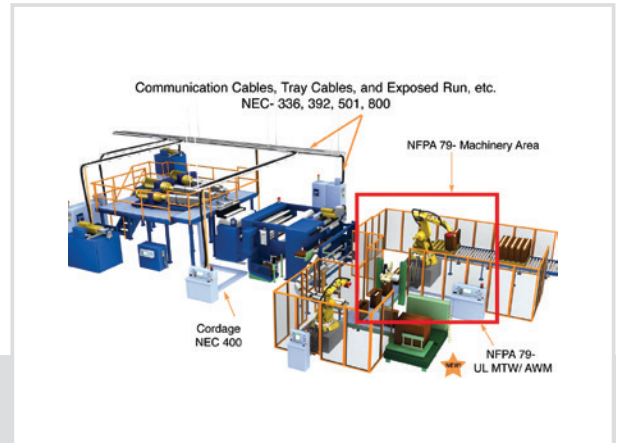 Communication Cables, Tray Cables, and Exposed Run, etc.
NEC- 336, 392, 501, 800
NFPA 79- Machinery Area
Cordage
NEC 400
NFPA 79-
UL MTW/ AWM
NEW!